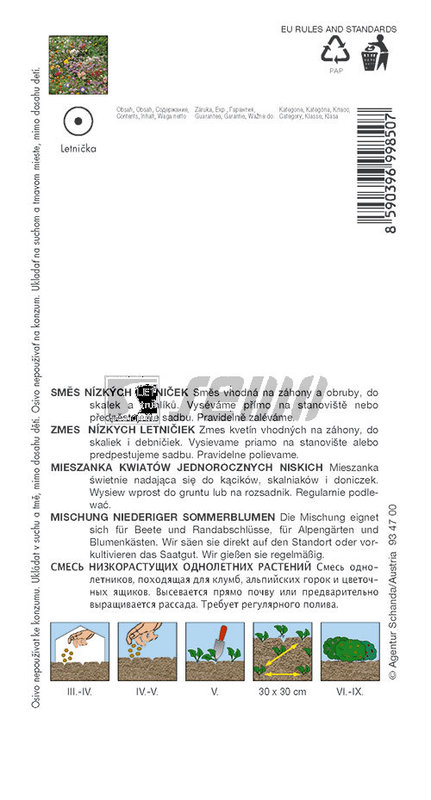 EU RULES AND STANDARDS
PAP
Letnička
Obsah, Obsah, Содержание,
Contents, Inhalt, Waga netto
Záruka, Exp., Гарантия,
Guarantee, Garantie, Ważne do
Kategorie, Kategória, Класс,
Category, Klasse, Klasa
8 590396 998507
Osivo nepoužívat ke konzumu. Ukládat v suchu a tmě, mimo dosahu dětí. Osivo nepoužívať na konzum. Ukladať na suchom a tmavom mieste, mimo dosahu detí.
SMĚS NÍZKÝCH LETNIČEK Směs vhodná na záhony a obruby, do
skalek a truhlíků. Vyséváme přímo na stanoviště nebo
předpěstujeme sadbu. Pravidelně zaléváme.
ZMES NÍZKYCH LETNIČIEK Zmes kvetín vhodných na záhony, do
skaliek i debničiek. Vysievame priamo na stanovište alebo
predpestujeme sadbu. Pravidelne polievame.
MIESZANKA KWIATÓW JEDNOROCZNYCH NISKICH Mieszanka
świetnie nadająca się do kącików, skalniaków i doniczek.
Wysiew wprost do gruntu lub na rozsadnik. Regularnie podle-
wać.
MISCHUNG NIEDERIGER SOMMERBLUMEN Die Mischung eignet
sich für Beete und Randabschlüsse, für Alpengärten und
Blumenkästen. Wir säen sie direkt auf den Standort oder vor-
kultivieren das Saatgut. Wir gießen sie regelmäßig.
СМЕСЬ НИЗКОРАСТУЩИХ ОДНОЛЕТНИХ РАСТЕНИЙ Смесь одно-
летников, походящая для клумб, альпийских горок и цветоч-
ных ящиков. Высевается прямо почву или предварительно
выращивается рассада. Требует регулярного полива.
III.-IV.
IV.-V.
V.
30 x 30 cm
VI.-IX.
© Agentur Schanda/Austria 93 47 00